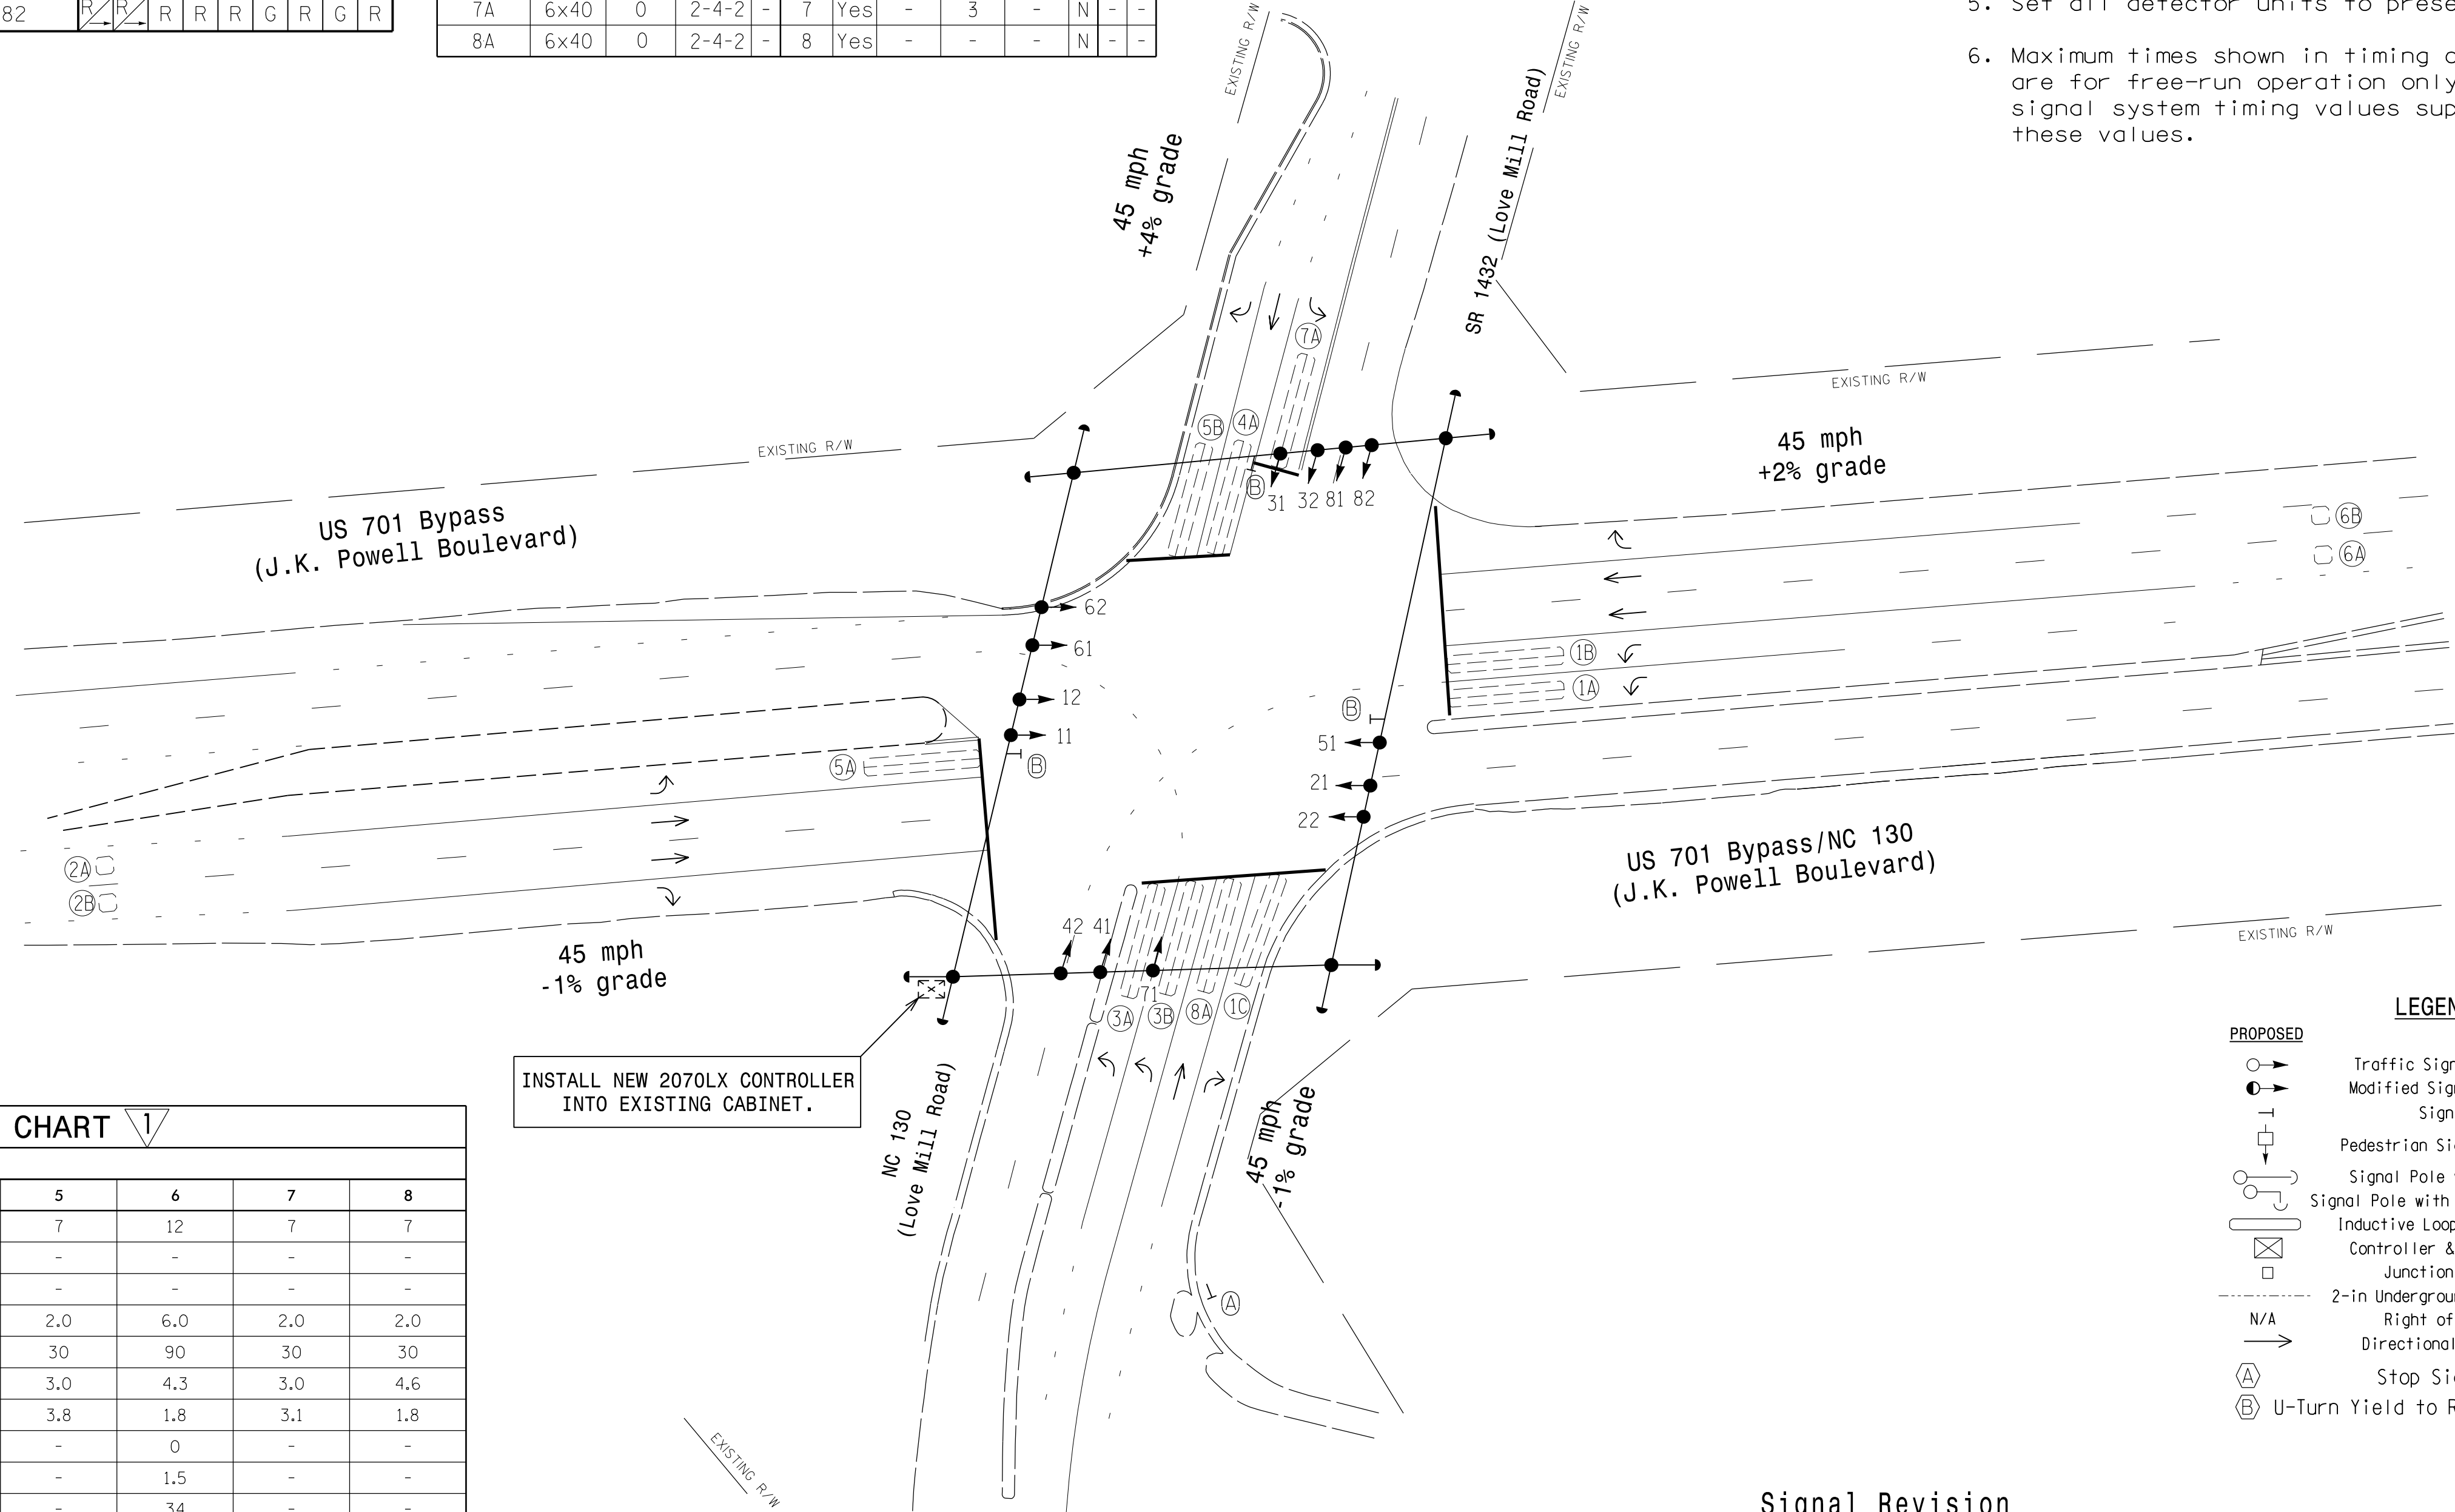 82 R R R R R G R G R
7A 6x40 0 2-4-2 - 7 Yes - 3 - N - -
8A 6x40 0 2-4-2 - 8 Yes - - - N - -
5. Set all detector units to prese
6. Maximum times shown in timing c
are for free-run operation only
signal system timing values sup
these values.
EXISTING R/W
EXISTING R/W
SR 1432 (Love Mill Road)
45 mph
+4% grade
7A
5B
4A
B
31 32 81 82
EXISTING R/W
EXISTING R/W
45 mph
+2% grade
US 701 Bypass
(J.K. Powell Boulevard)
6B
6A
62
61
12
11
B
1B
1A
B
51
21
22
5A
2A
2B
US 701 Bypass/NC 130
(J.K. Powell Boulevard)
EXISTING R/W
45 mph
-1% grade
42 41
71
3A 3B 8A 1C
INSTALL NEW 2070LX CONTROLLER
INTO EXISTING CABINET.
NC 130
(Love Mill Road)
45 mph
-1% grade
A
EXISTING R/W
CHART 1
5 6 7 8
7 12 7 7
- - - -
- - - -
2.0 6.0 2.0 2.0
30 90 30 30
3.0 4.3 3.0 4.6
3.8 1.8 3.1 1.8
- 0 - -
- 1.5 - -
- 34 - -
LEGEN
PROPOSED
Traffic Sign
Modified Sign
Sign
Pedestrian Sig
Signal Pole
Signal Pole with
Inductive Loop
Controller &
Junction
2-in Undergroun
N/A Right of
Directional
A Stop Si
B U-Turn Yield to R
Signal Revision